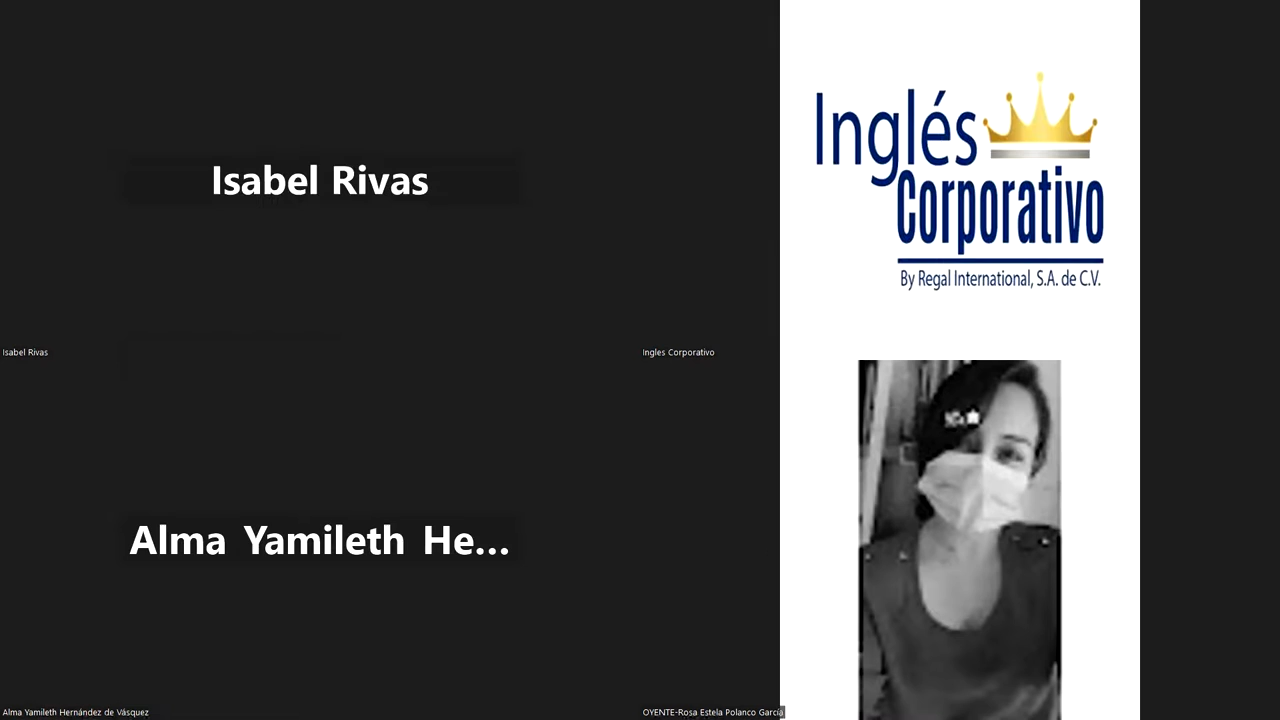 Isabel Rivas
Isabel Rivas
Inglés
Corporativo
By Regal International, S.A. de C.V.
Ingles Corporativo
Alma Yamileth He...
Alma Yamileth Hernández de Vásquez
OYENTE-Rosa Estela Polanco García